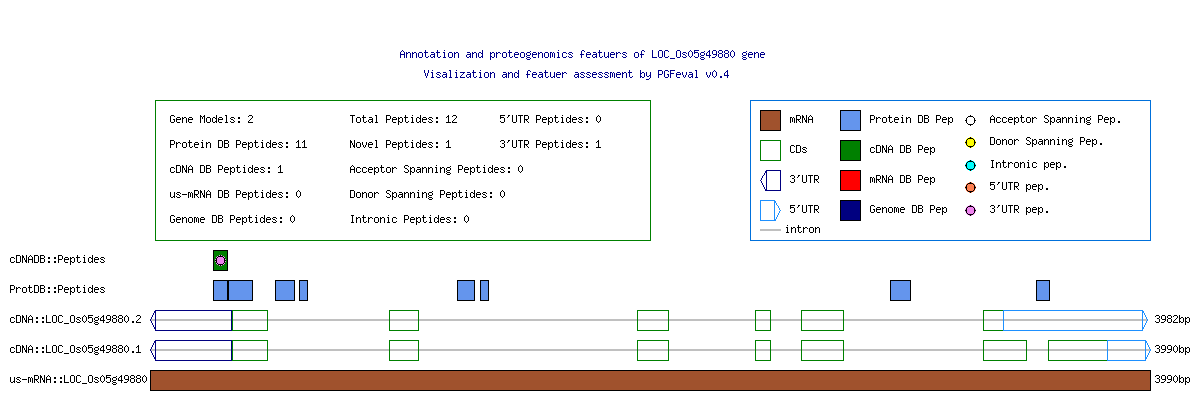 Annotation and proteogenomics featuers of LOC_Os05g49880 gene
Visalization and featuer assessment by PGFeval v0.4
Gene Models: 2
Total Peptides: 12
5'UTR Peptides: 0
Protein DB Peptides: 11
Novel Peptides: 1
3'UTR Peptides: 1
cDNA DB Peptides: 1
Acceptor Spanning Peptides: 0
us-mRNA DB Peptides: 0
Donor Spanning Peptides: 0
Genome DB Peptides: 0
Intronic Peptides: 0
mRNA
Protein DB Pep
Acceptor Spanning Pep.
CDs
cDNA DB Pep
Donor Spanning Pep.
3'UTR
mRNA DB Pep
Intronic pep.
5'UTR
Genome DB Pep
5'UTR pep.
3'UTR pep.
intron
cDNADB::Peptides
ProtDB::Peptides
cDNA::LOC_Os05g49880.2
3982bp
cDNA::LOC_Os05g49880.1
3990bp
us-mRNA::LOC_Os05g49880
3990bp